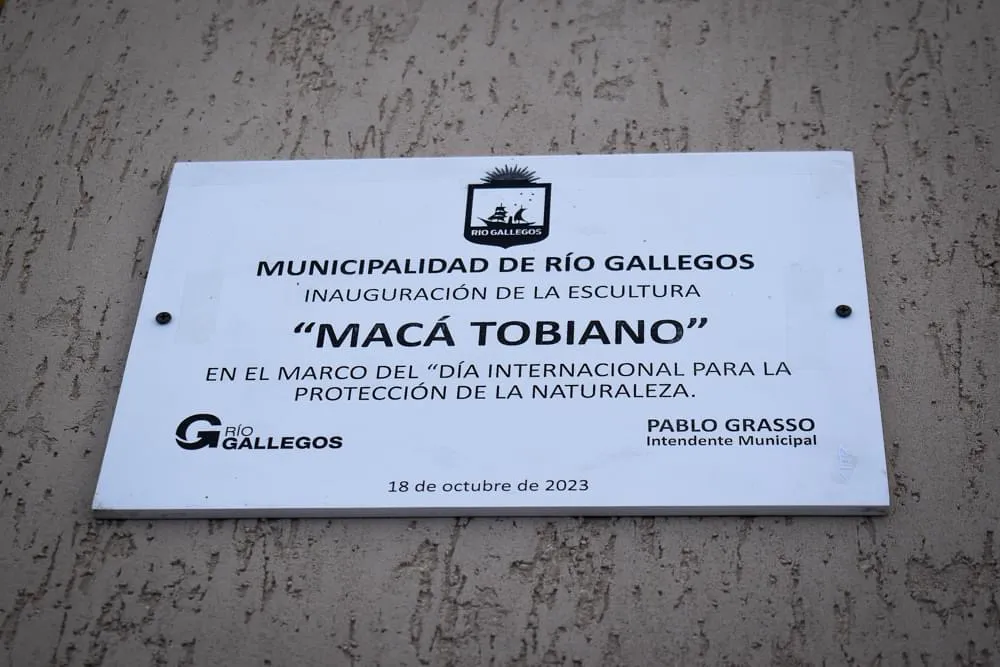 RIO GALLEGOS
MUNICIPALIDAD DE RÍO GALLEGOS
INAUGURACIÓN DE LA ESCULTURA
“MACÁ TOBIANO”
EN EL MARCO DEL “DÍA INTERNACIONAL PARA LA
PROTECCIÓN DE LA NATURALEZA.
G RÍO
GALLEGOS
PABLO GRASSO
Intendente Municipal
18 de octubre de 2023